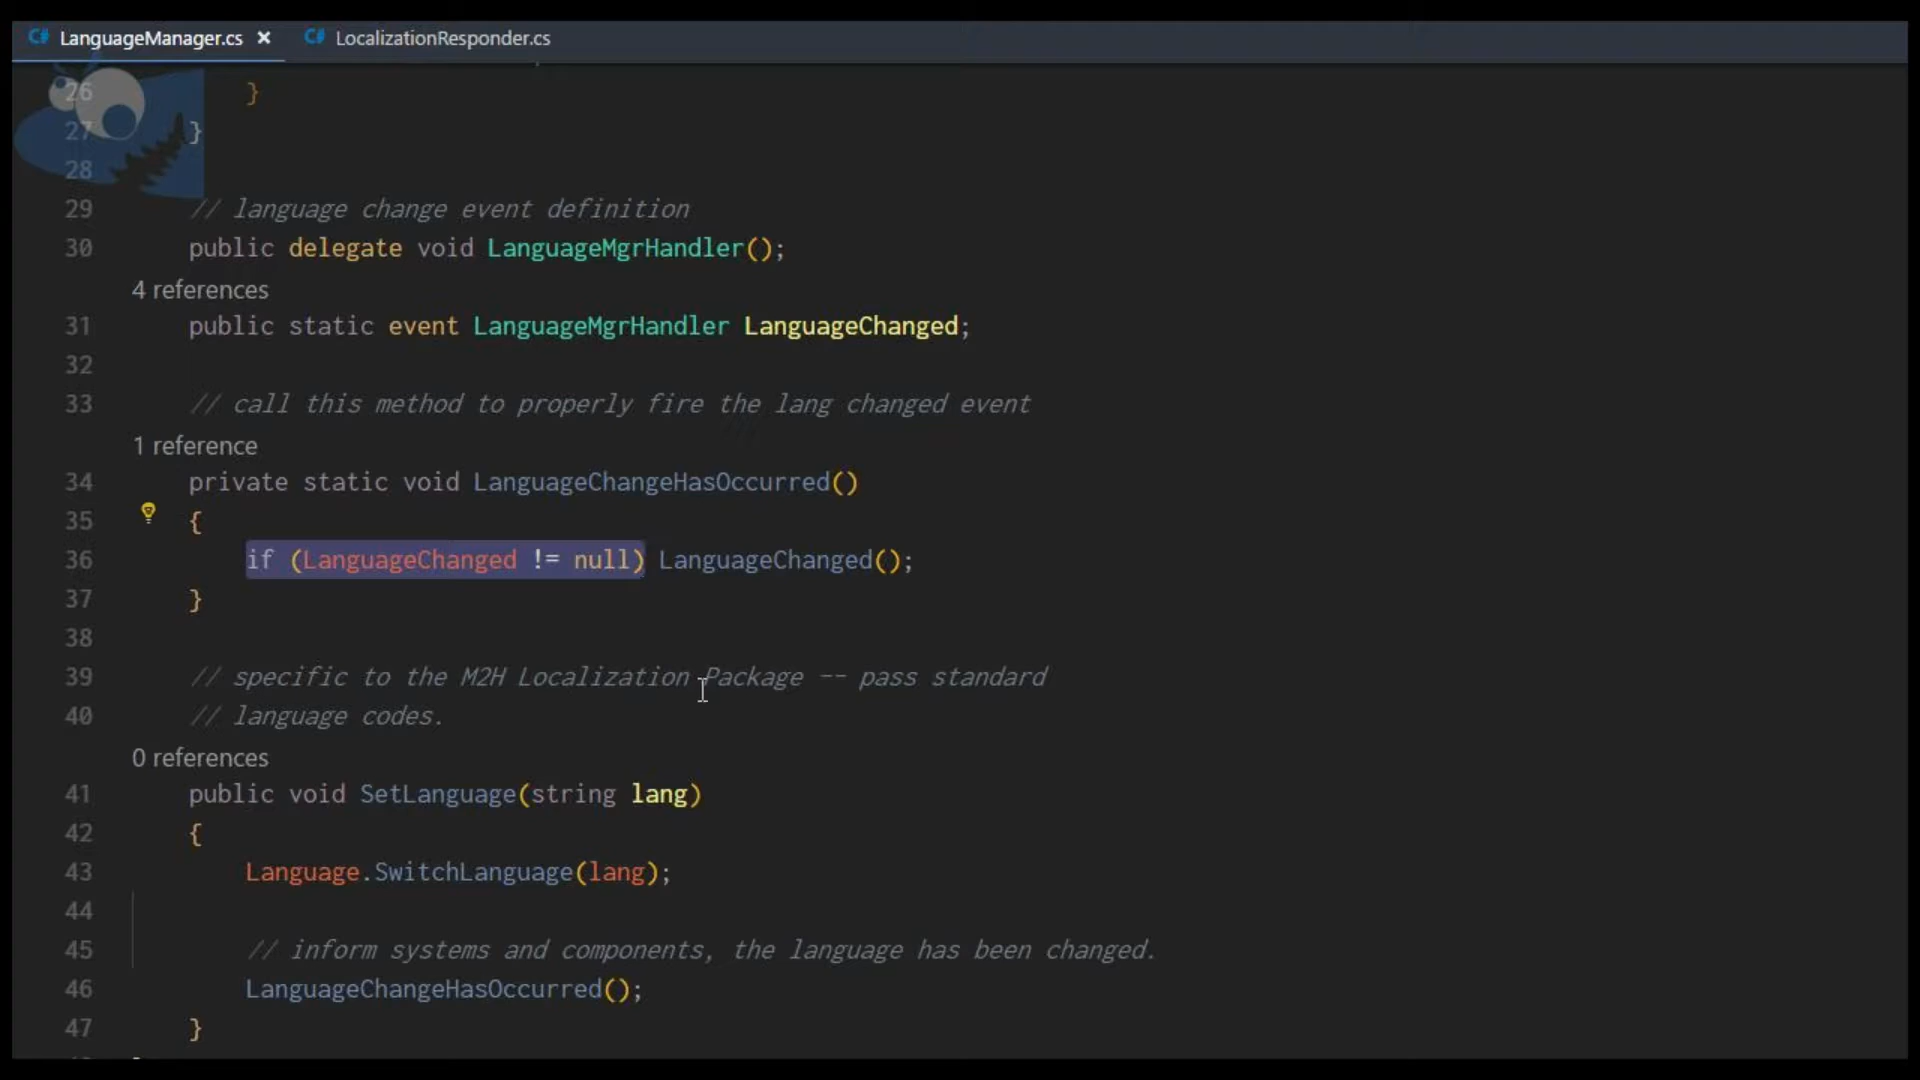 LanguageManager.cs × LocalizationResponder.cs
26 }
27 }
28
29 // language change event definition
30 public delegate void LanguageMgrHandler();
4 references
31 public static event LanguageMgrHandler LanguageChanged;
32
33 // call this method to properly fire the lang changed event
1 reference
34 private static void LanguageChangeHasOccurred()
35 {
36 if (LanguageChanged != null) LanguageChanged();
37 }
38
39 // specific to the M2H Localization Package -- pass standard
40 // language codes.
0 references
41 public void SetLanguage(string lang)
42 {
43 Language.SwitchLanguage(lang);
44
45 // inform systems and components, the language has been changed.
46 LanguageChangeHasOccurred();
47 }